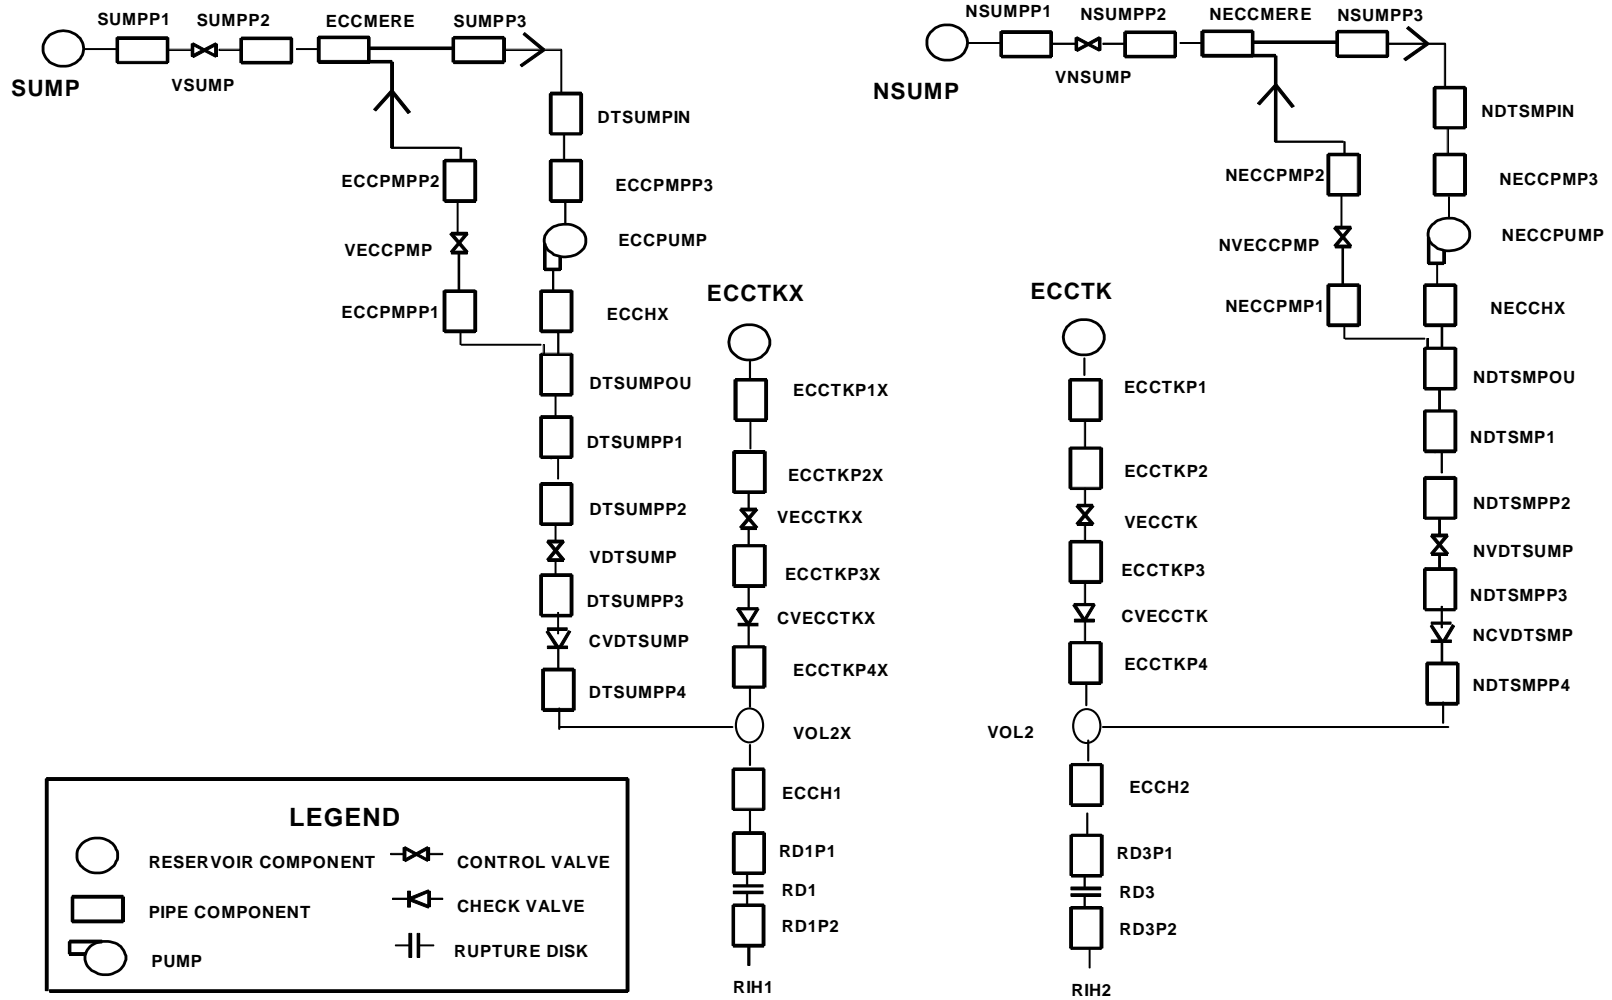 SUMPP1
SUMPP2
ECCMERE
SUMPP3
SUMP
VSUMP
DTSUMPIN
ECCPMPP2
ECCPMPP3
VECCPMP
ECCPUMP
ECCPMPP1
ECCHX
DTSUMPOU
DTSUMPP1
DTSUMPP2
VDTSUMP
DTSUMPP3
CVDTSUMP
DTSUMPP4
ECCTKX
ECCTKP1X
ECCTKP2X
VECCTKX
ECCTKP3X
CVECCTKX
ECCTKP4X
VOL2X
ECCH1
RD1P1
RD1
RD1P2
RIH1
NSUMPP1
NSUMPP2
NECCMERE
NSUMPP3
NSUMP
VNSUMP
NDTSMPIN
NECCPMP2
NECCPMP3
NVECCPMP
NECCPUMP
NECCPMP1
NECCHX
NDTSMPOU
NDTSMP1
NDTSMPP2
NVDTSUMP
NDTSMPP3
NCVDTSMP
NDTSMPP4
ECCTK
ECCTKP1
ECCTKP2
VECCTK
ECCTKP3
CVECCTK
ECCTKP4
VOL2
ECCH2
RD3P1
RD3
RD3P2
RIH2
LEGEND
RESERVOIR COMPONENT
CONTROL VALVE
PIPE COMPONENT
CHECK VALVE
PUMP
RUPTURE DISK